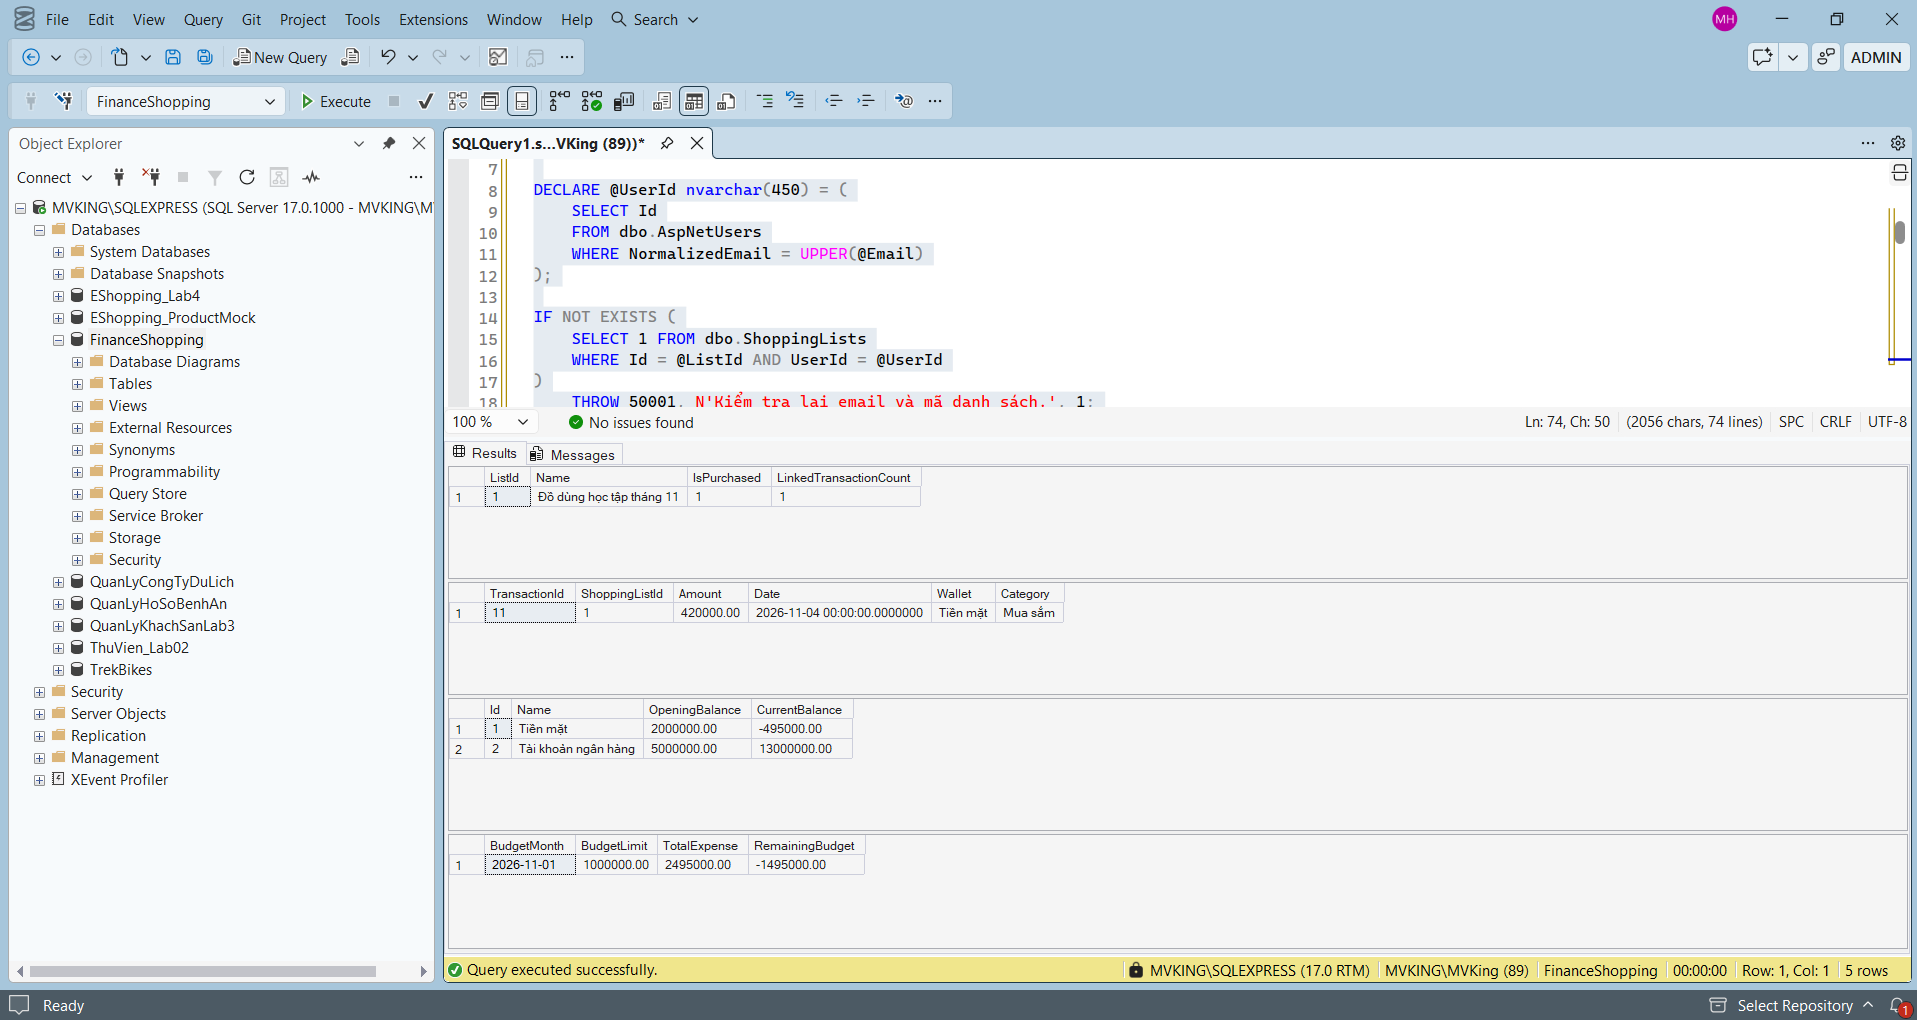 File Edit View Query Git Project Tools Extensions Window Help Search MH
New Query ADMIN
FinanceShopping Execute
Object Explorer
Connect
MVKING\SQLEXPRESS (SQL Server 17.0.1000 - MVKING\M
Databases
System Databases
Database Snapshots
EShopping_Lab4
EShopping_ProductMock
FinanceShopping
Database Diagrams
Tables
Views
External Resources
Synonyms
Programmability
Query Store
Service Broker
Storage
Security
QuanLyCongTyDuLich
QuanLyHoSoBenhAn
QuanLyKhachSanLab3
ThuVien_Lab02
TrekBikes
Security
Server Objects
Replication
Management
XEvent Profiler
SQLQuery1.s...VKing (89))*
7
8 DECLARE @UserId nvarchar(450) = (
9 SELECT Id
10 FROM dbo.AspNetUsers
11 WHERE NormalizedEmail = UPPER(@Email)
12 );
13
14 IF NOT EXISTS (
15 SELECT 1 FROM dbo.ShoppingLists
16 WHERE Id = @ListId AND UserId = @UserId
17 )
18 THROW 50001, N'Kiểm tra lại email và mã danh sách.', 1;
100 % No issues found Ln: 74, Ch: 50 (2056 chars, 74 lines) SPC CRLF UTF-8
Results Messages
ListId Name IsPurchased LinkedTransactionCount
1 1 Đồ dùng học tập tháng 11 1 1
TransactionId ShoppingListId Amount Date Wallet Category
1 11 1 420000.00 2026-11-04 00:00:00.0000000 Tiền mặt Mua sắm
Id Name OpeningBalance CurrentBalance
1 1 Tiền mặt 2000000.00 -495000.00
2 2 Tài khoản ngân hàng 5000000.00 13000000.00
BudgetMonth BudgetLimit TotalExpense RemainingBudget
1 2026-11-01 1000000.00 2495000.00 -1495000.00
Query executed successfully. MVKING\SQLEXPRESS (17.0 RTM) MVKING\MVKing (89) FinanceShopping 00:00:00 Row: 1, Col: 1 5 rows
Ready Select Repository 1